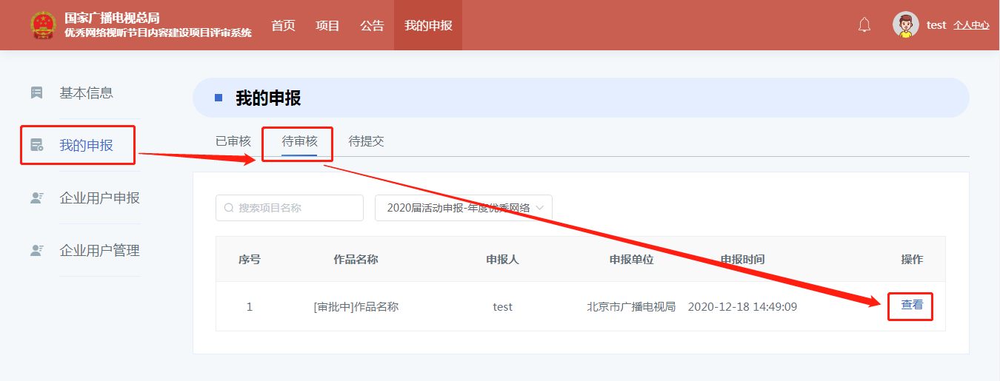 国家广播电视总局
优秀网络视听节目内容建设项目评审系统
首页 项目 公告 我的申报
test 个人中心
基本信息
我的申报
企业用户申报
企业用户管理
我的申报
已审核 待审核 待提交
搜索项目名称 2020届活动申报-年度优秀网络
序号 作品名称 申报人 申报单位 申报时间 操作
1 [审批中]作品名称 test 北京市广播电视局 2020-12-18 14:49:09 查看